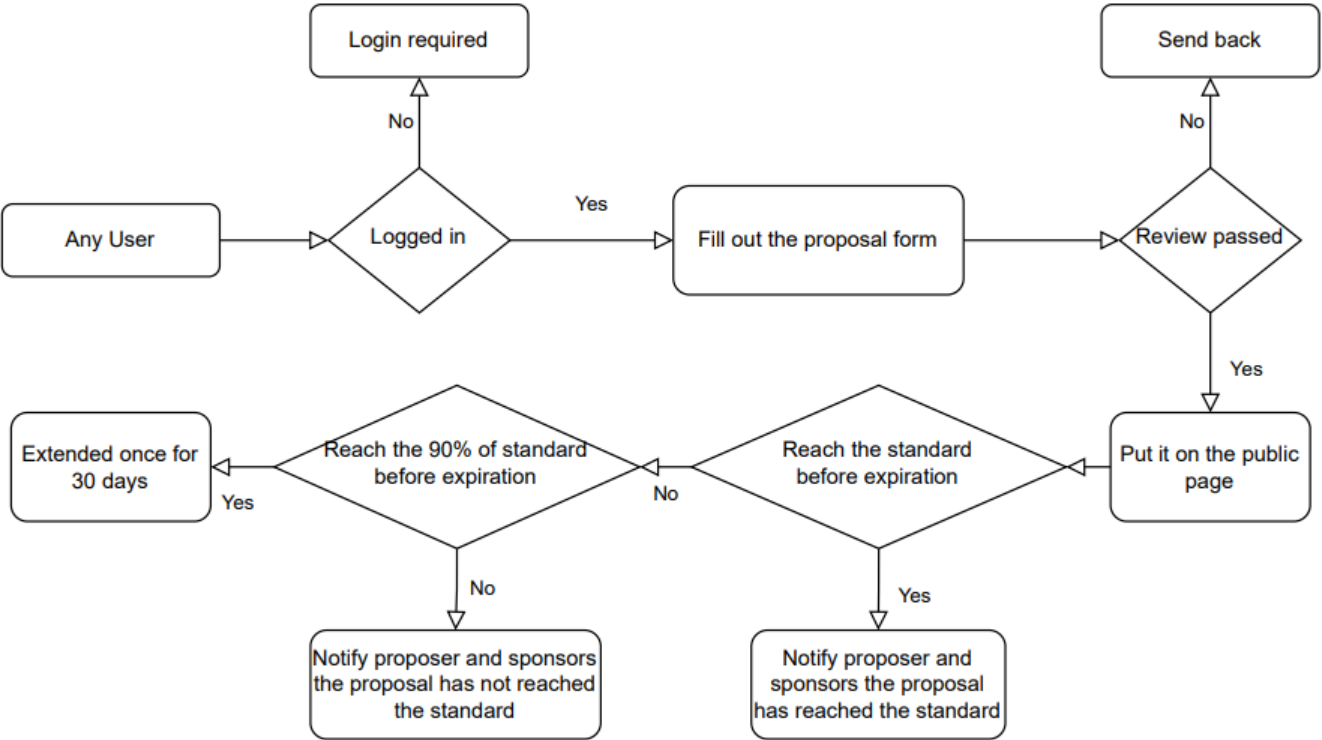 Login required
Send back
No
No
Any User
Logged in
Yes
Fill out the proposal form
Review passed
Yes
Extended once for
30 days
Yes
Reach the 90% of standard
before expiration
No
Reach the standard
before expiration
Put it on the public
page
No
Yes
Notify proposer and sponsors
the proposal has not reached
the standard
Notify proposer and
sponsors the proposal
has reached the standard